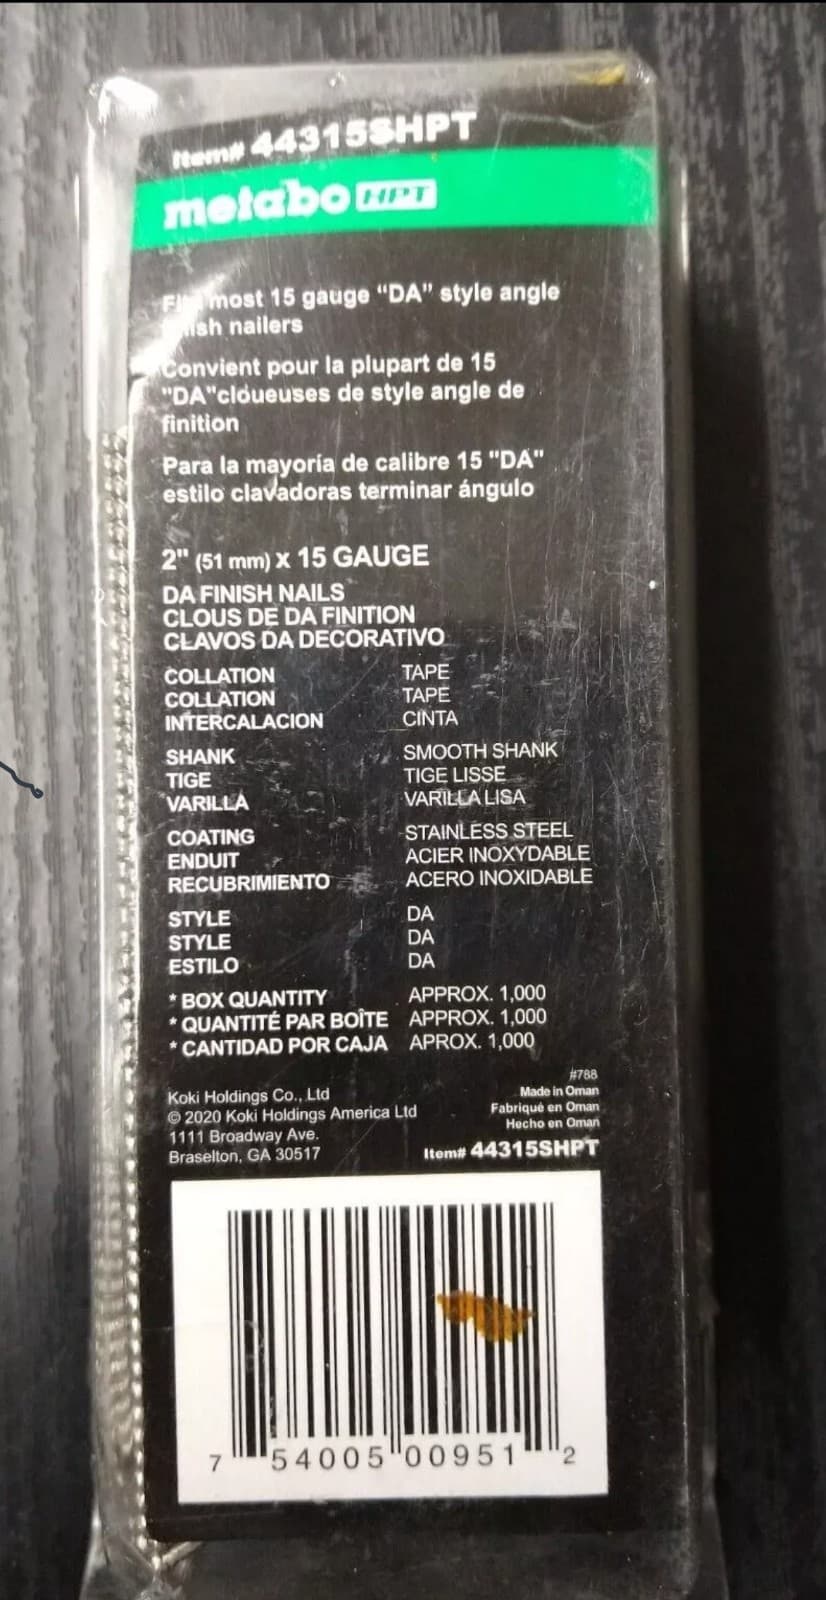 Item# 44315SHPT
metabo HPT
most 15 gauge "DA" style angle
nailers
Convient pour la plupart de 15
"DA"cloueuses de style angle de
finition
Para la mayoría de calibre 15 "DA"
estilo clavadoras terminar ángulo
2" (51 mm) X 15 GAUGE
DA FINISH NAILS
CLOUS DE DA FINITION
CLAVOS DA DECORATIVO
COLLATION TAPE
COLLATION TAPE
INTERCALACION CINTA
SHANK SMOOTH SHANK
TIGE TIGE LISSE
VARILLA VARILLA LISA
COATING STAINLESS STEEL
ENDUIT ACIER INOXYDABLE
RECUBRIMIENTO ACERO INOXIDABLE
STYLE DA
STYLE DA
ESTILO DA
* BOX QUANTITY APPROX. 1,000
* QUANTITÉ PAR BOÎTE APPROX. 1,000
* CANTIDAD POR CAJA APROX. 1,000
#788
Koki Holdings Co., Ltd Made in Oman
© 2020 Koki Holdings America Ltd Fabriqué en Oman
1111 Broadway Ave. Hecho en Oman
Braselton, GA 30517 Item# 44315SHPT
7 54005 00951 2